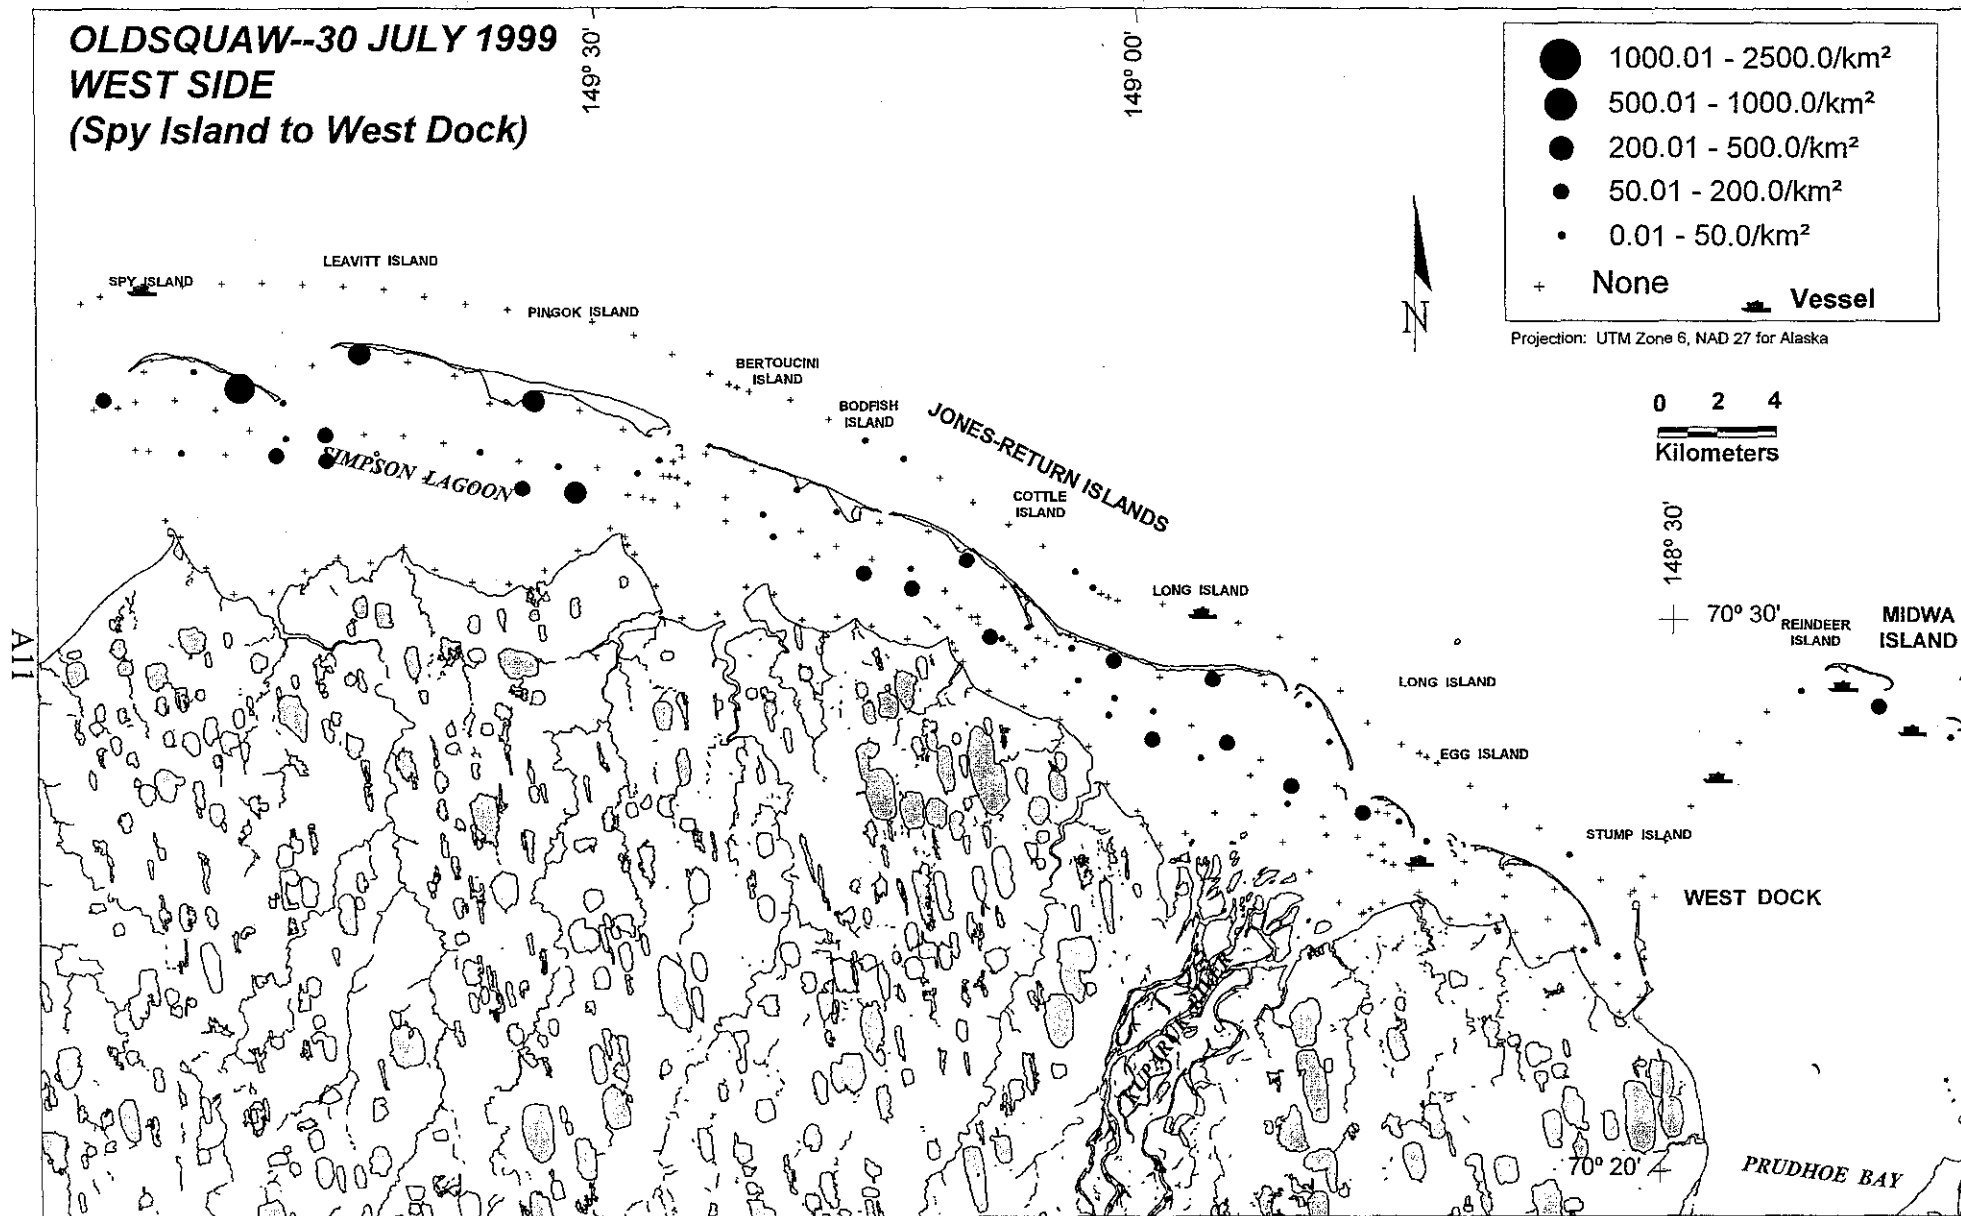 OLDSQUAW--30 JULY 1999
WEST SIDE
(Spy Island to West Dock)
149° 30'
149° 00'
1000.01 - 2500.0/km²
500.01 - 1000.0/km²
200.01 - 500.0/km²
50.01 - 200.0/km²
0.01 - 50.0/km²
None
Vessel
Projection: UTM Zone 6, NAD 27 for Alaska
N
0 2 4
Kilometers
SPY ISLAND
LEAVITT ISLAND
PINGOK ISLAND
BERTOUCINI
ISLAND
BODFISH
ISLAND
JONES-RETURN ISLANDS
COTTLE
ISLAND
SIMPSON LAGOON
LONG ISLAND
148° 30'
70° 30'
REINDEER
ISLAND
MIDWA
ISLAND
LONG ISLAND
EGG ISLAND
STUMP ISLAND
WEST DOCK
KUPARUK RIVER
70° 20'
PRUDHOE BAY
A11